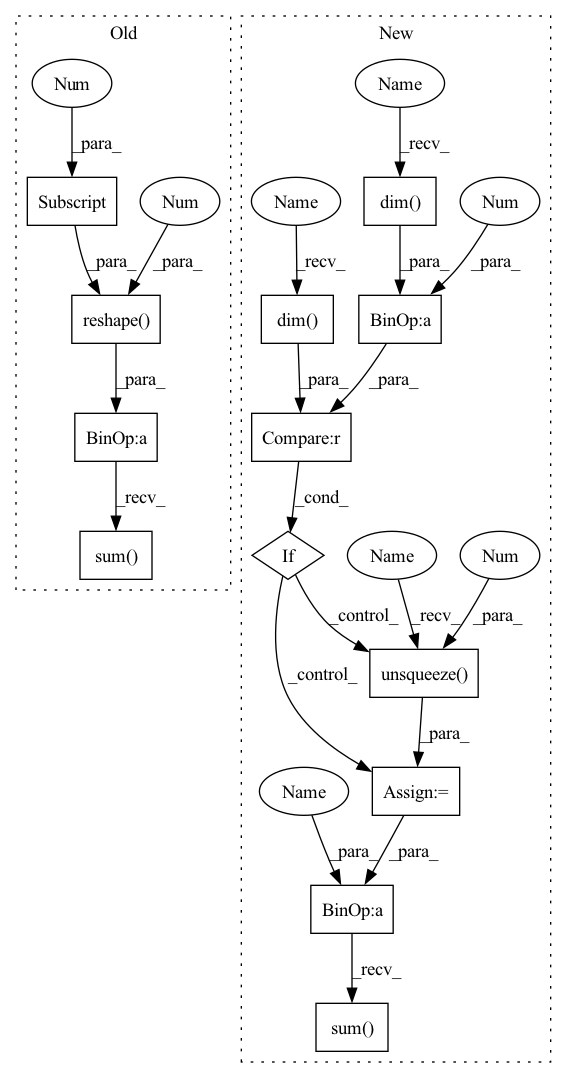 Old
New
Num
Name
_para_
_recv_
Subscript
Num
Name
dim()
Num
_para_
_para_
_recv_
_para_
_para_
reshape()
dim()
BinOp:a
_para_
_para_
_para_
BinOp:a
Compare:r
_recv_
_cond_
sum()
If
Name
Num
_control_
_recv_
_para_
_control_
unsqueeze()
_para_
Name
Assign:=
_para_
_para_
BinOp:a
_recv_
sum()